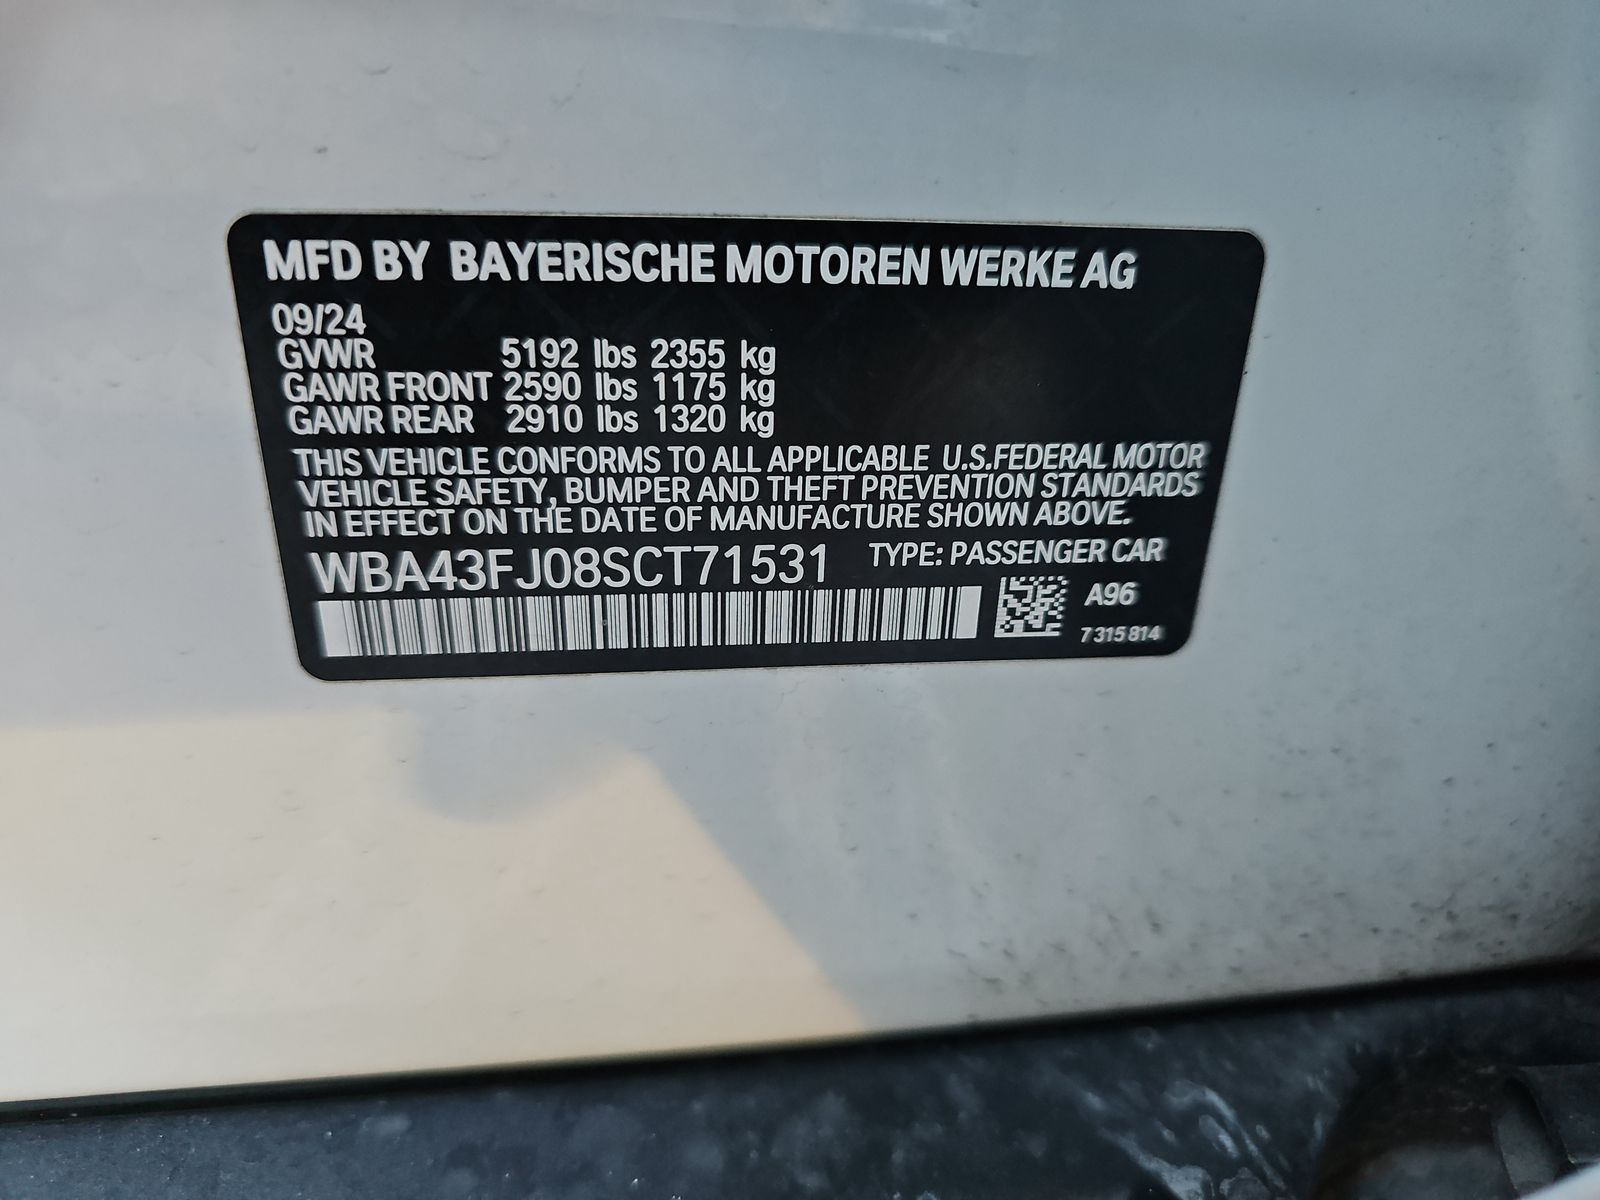 MFD BY BAYERISCHE MOTOREN WERKE AG
09/24
GVWR 5192 lbs 2355 kg
GAWR FRONT 2590 lbs 1175 kg
GAWR REAR 2910 lbs 1320 kg
THIS VEHICLE CONFORMS TO ALL APPLICABLE U.S.FEDERAL MOTOR
VEHICLE SAFETY, BUMPER AND THEFT PREVENTION STANDARDS
IN EFFECT ON THE DATE OF MANUFACTURE SHOWN ABOVE.
WBA43FJ08SCT71531 TYPE: PASSENGER CAR
A96
7 315 814